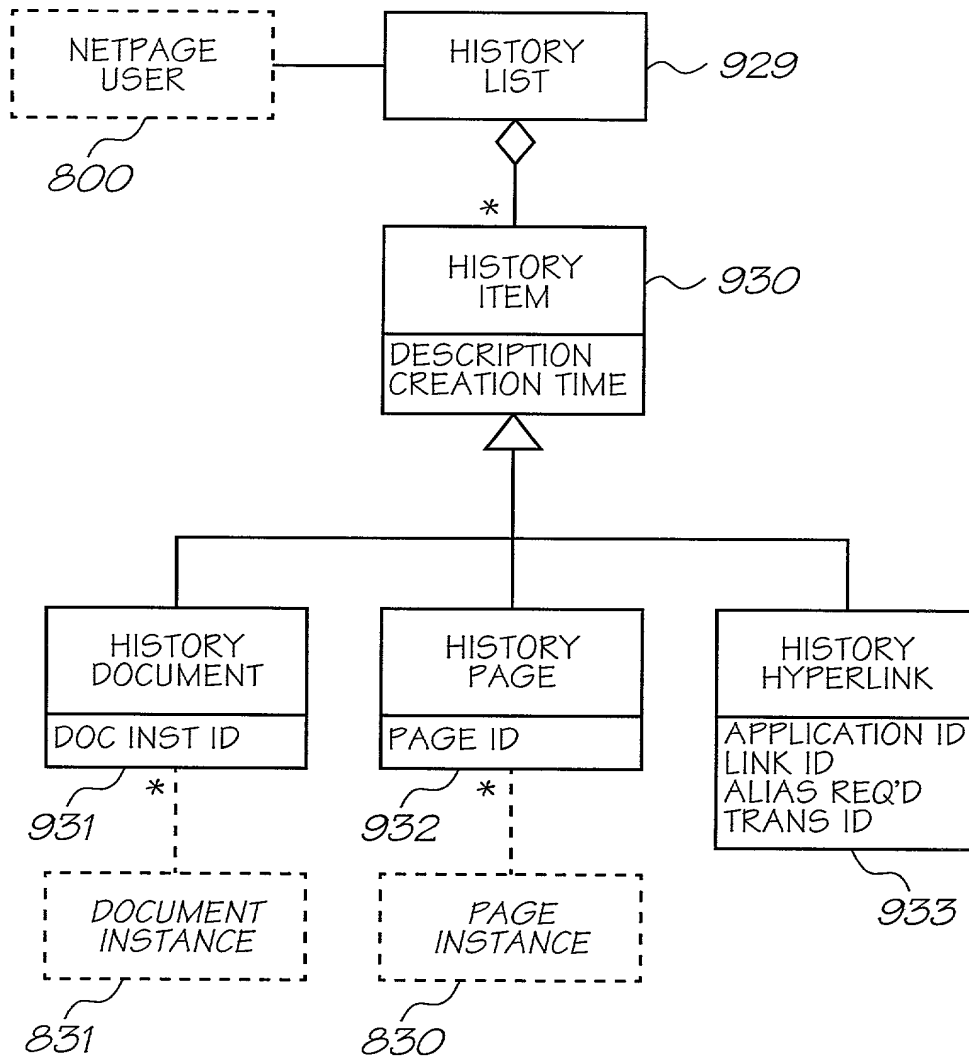 NETPAGE
USER
800
HISTORY
LIST
929
*
HISTORY
ITEM
930
DESCRIPTION
CREATION TIME
HISTORY
DOCUMENT
DOC INST ID
931
*
HISTORY
PAGE
PAGE ID
932
*
HISTORY
HYPERLINK
APPLICATION ID
LINK ID
ALIAS REQ'D
TRANS ID
933
DOCUMENT
INSTANCE
831
PAGE
INSTANCE
830